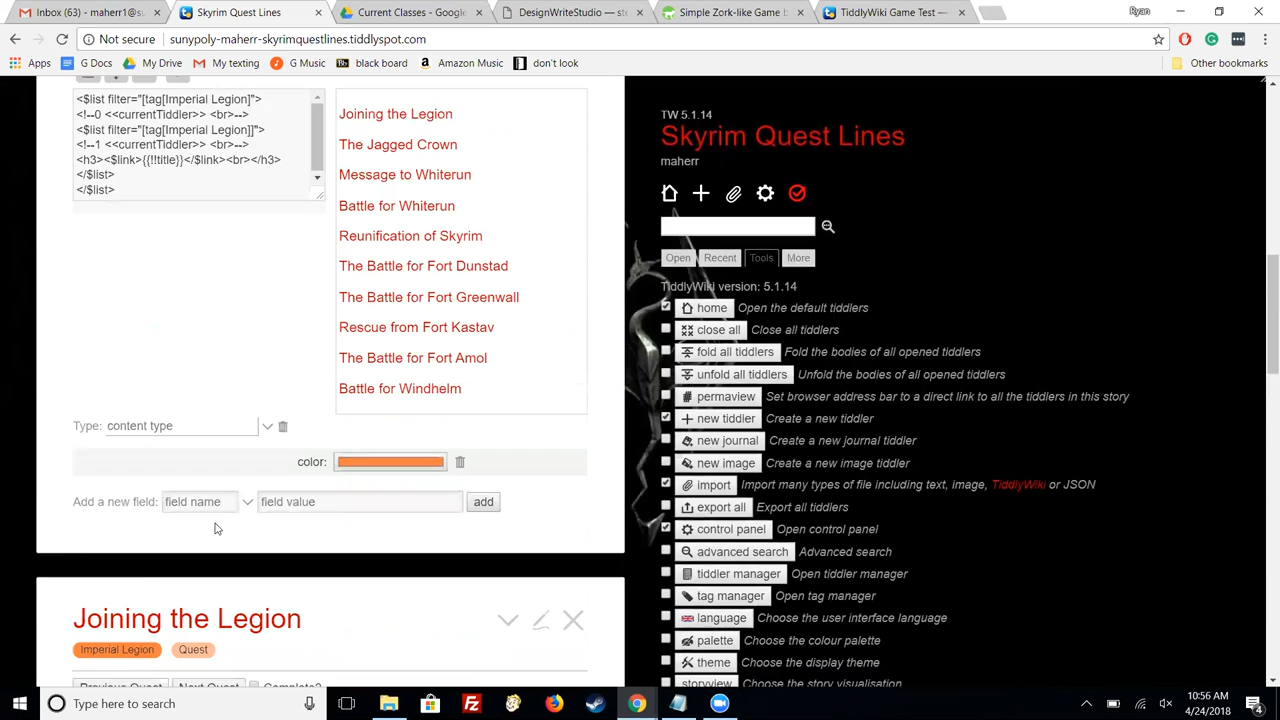 Inbox (43) - maherr1@su
Skyrim Quest Lines
Current Classes - Google
DesignWriteStudio — ste
Simple Zork-like Game b
TiddlyWiki Game Test —
Ryan
Not secure
sunypoly-maherr-skyrimquestlines.tiddlyspot.com
Apps
G Docs
My Drive
My texting
G Music
black board
Amazon Music
don't look
Other bookmarks
<$list filter="[tag[Imperial Legion]">
<!--0 <<currentTiddler>> <br>-->
<$list filter="[tag[Imperial Legion]]">
<!--1 <<currentTiddler>> <br>-->
<h3><$link>{{!!title}}</$link><br></h3>
</$list>
</$list>
Joining the Legion
The Jagged Crown
Message to Whiterun
Battle for Whiterun
Reunification of Skyrim
The Battle for Fort Dunstad
The Battle for Fort Greenwall
Rescue from Fort Kastav
The Battle for Fort Amol
Battle for Windhelm
Type: content type
color:
Add a new field: field name field value add
Joining the Legion
Imperial Legion Quest
Previous Quest Next Quest Complete?
TW 5.1.14
Skyrim Quest Lines
maherr
Open Recent Tools More
TiddlyWiki version: 5.1.14
home Open the default tiddlers
close all Close all tiddlers
fold all tiddlers Fold the bodies of all opened tiddlers
unfold all tiddlers Unfold the bodies of all opened tiddlers
# permaview Set browser address bar to a direct link to all the tiddlers in this story
new tiddler Create a new tiddler
new journal Create a new journal tiddler
new image Create a new image tiddler
import Import many types of file including text, image, TiddlyWiki or JSON
export all Export all tiddlers
control panel Open control panel
advanced search Advanced search
tiddler manager Open tiddler manager
tag manager Open tag manager
language Choose the user interface language
palette Choose the colour palette
theme Choose the display theme
storyview Choose the story visualisation
Type here to search
10:56 AM
4/24/2018
4